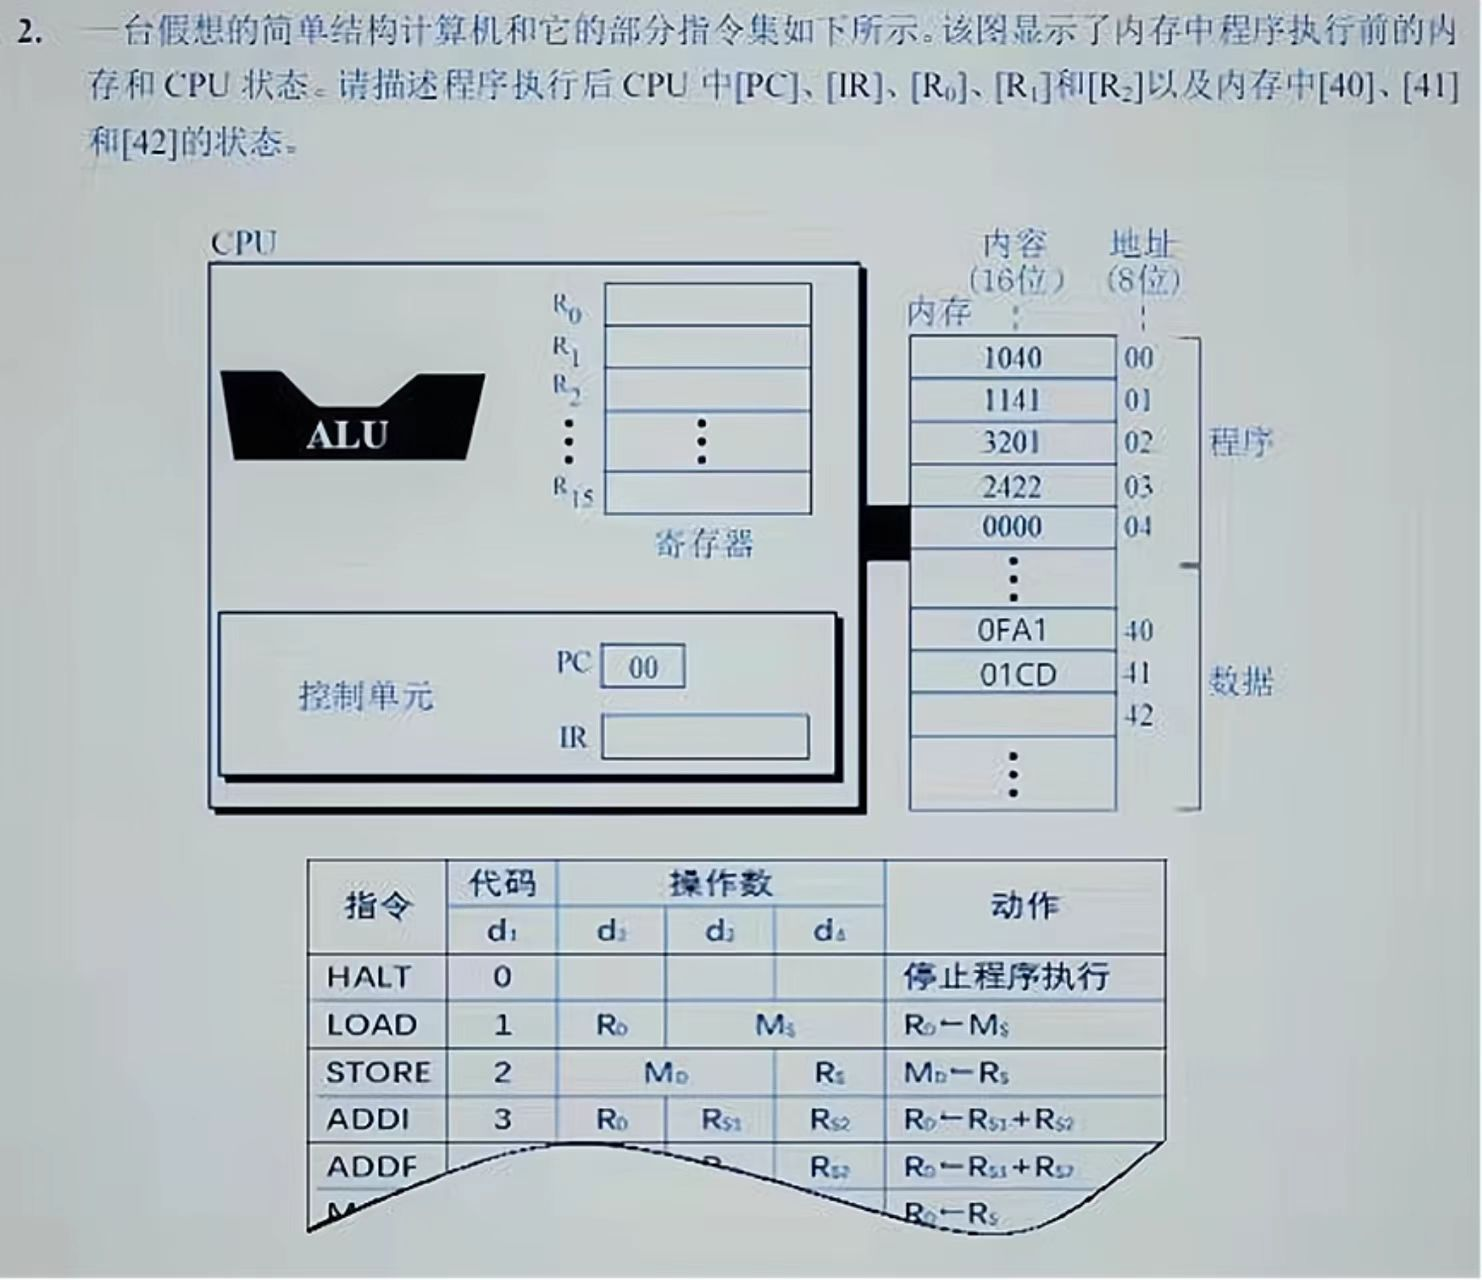 2. 一台假想的简单结构计算机和它的部分指令集如下所示。该图显示了内存中程序执行前的内
存和 CPU 状态。请描述程序执行后 CPU 中[PC]、[IR]、[R₀]、[R₁]和[R₂]以及内存中[40]、[41]
和[42]的状态。
CPU
内容 地址
(16位) (8位)
内存
R0
R1
R2
R15
ALU
寄存器
控制单元
PC 00
IR
1040 00
1141 01
3201 02
2422 03
0000 04
程序
0FA1 40
01CD 41
42
数据
指令 代码 操作数 动作
d₁ d₂ d₃ d₄
HALT 0 停止程序执行
LOAD 1 RD MS RD←MS
STORE 2 MD RS MD←RS
ADDI 3 RD RS1 RS2 RD←RS1+RS2
ADDF RS2 RD←RS1+RS2
RD←RS